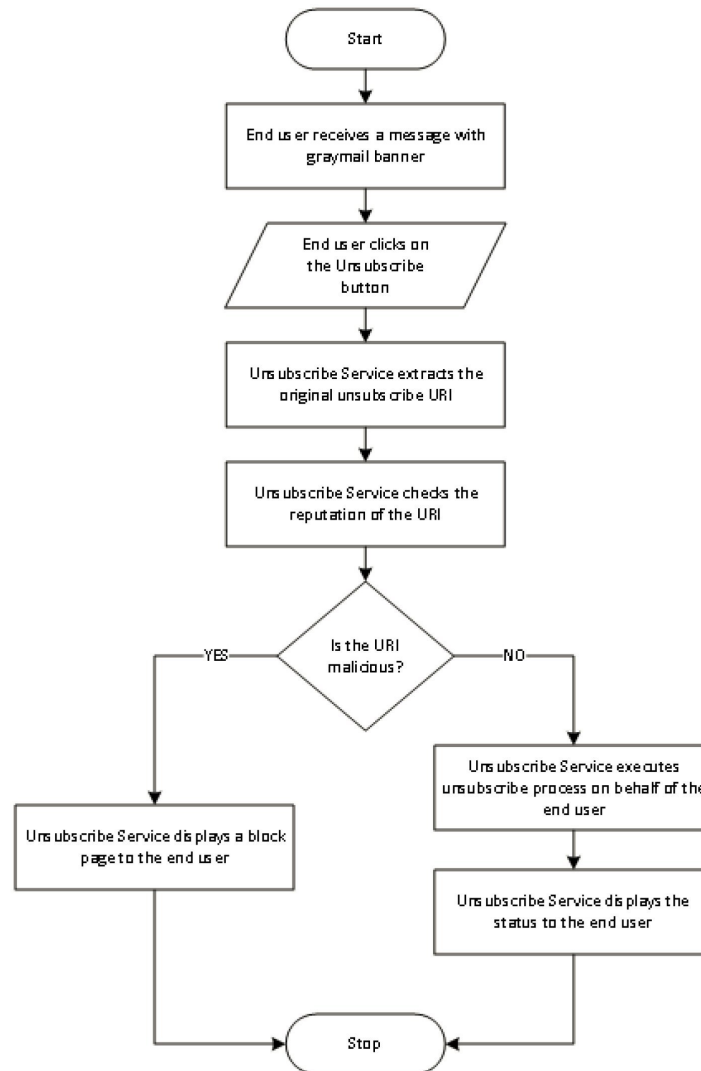 Start
End user receives a message with
graymail banner
End user clicks on
the Unsubscribe
button
Unsubscribe Service extracts the
original unsubscribe URI
Unsubscribe Service checks the
reputation of the URI
Is the URI
malicious?
YES
NO
Unsubscribe Service executes
unsubscribe process on behalf of the
end user
Unsubscribe Service displays a block
page to the end user
Unsubscribe Service displays the
status to the end user
Stop